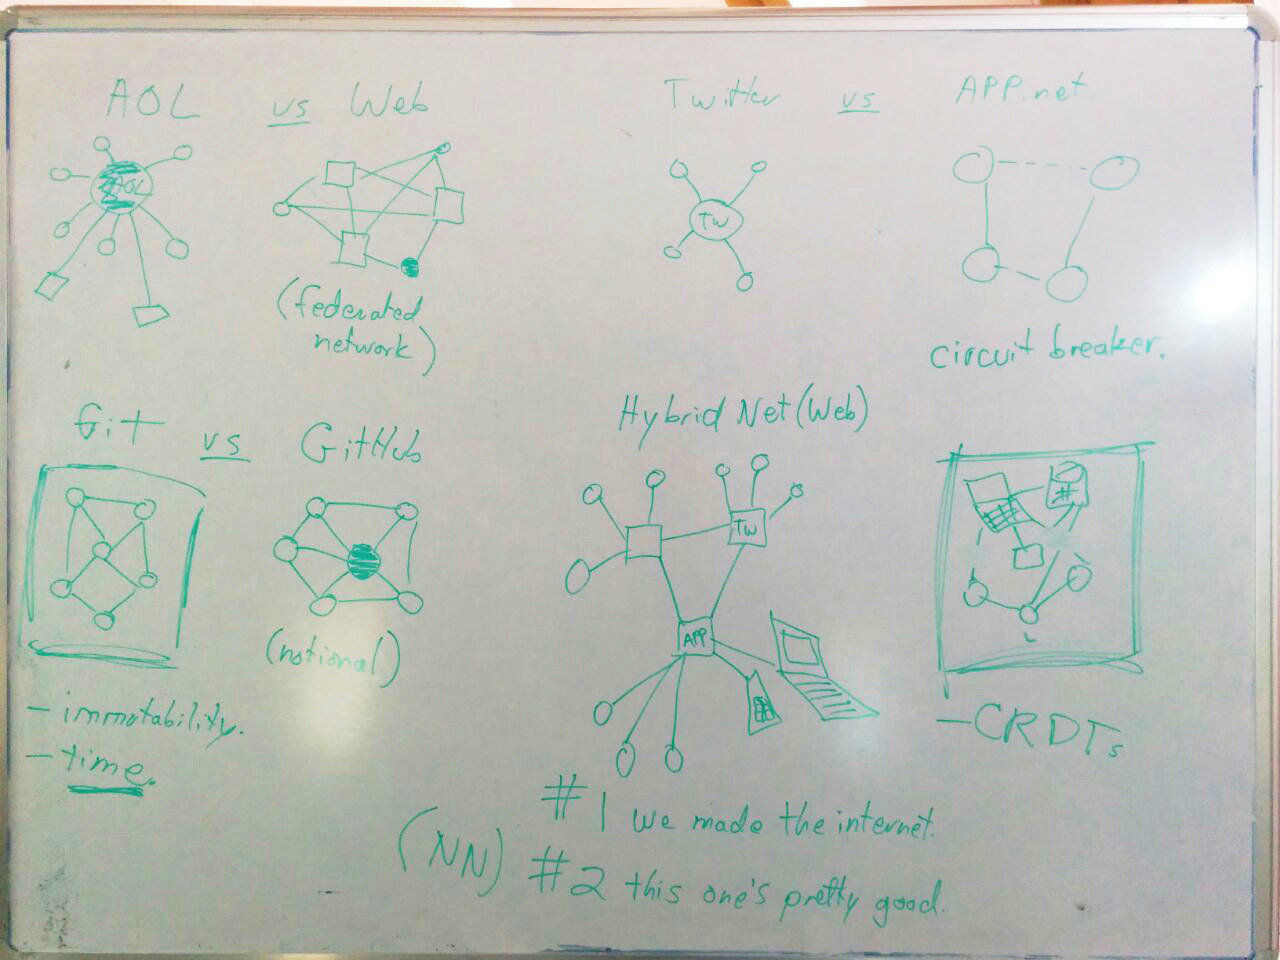 AOL vs Web
AOL
(federated
network)
Twitter vs APP.net
TW
circuit breaker.
Git vs GitHub
(notional)
- immutability.
- time.
Hybrid Net (Web)
TW
APP
#
- CRDTs
#1 we made the internet.
(NN) #2 this one's pretty good.